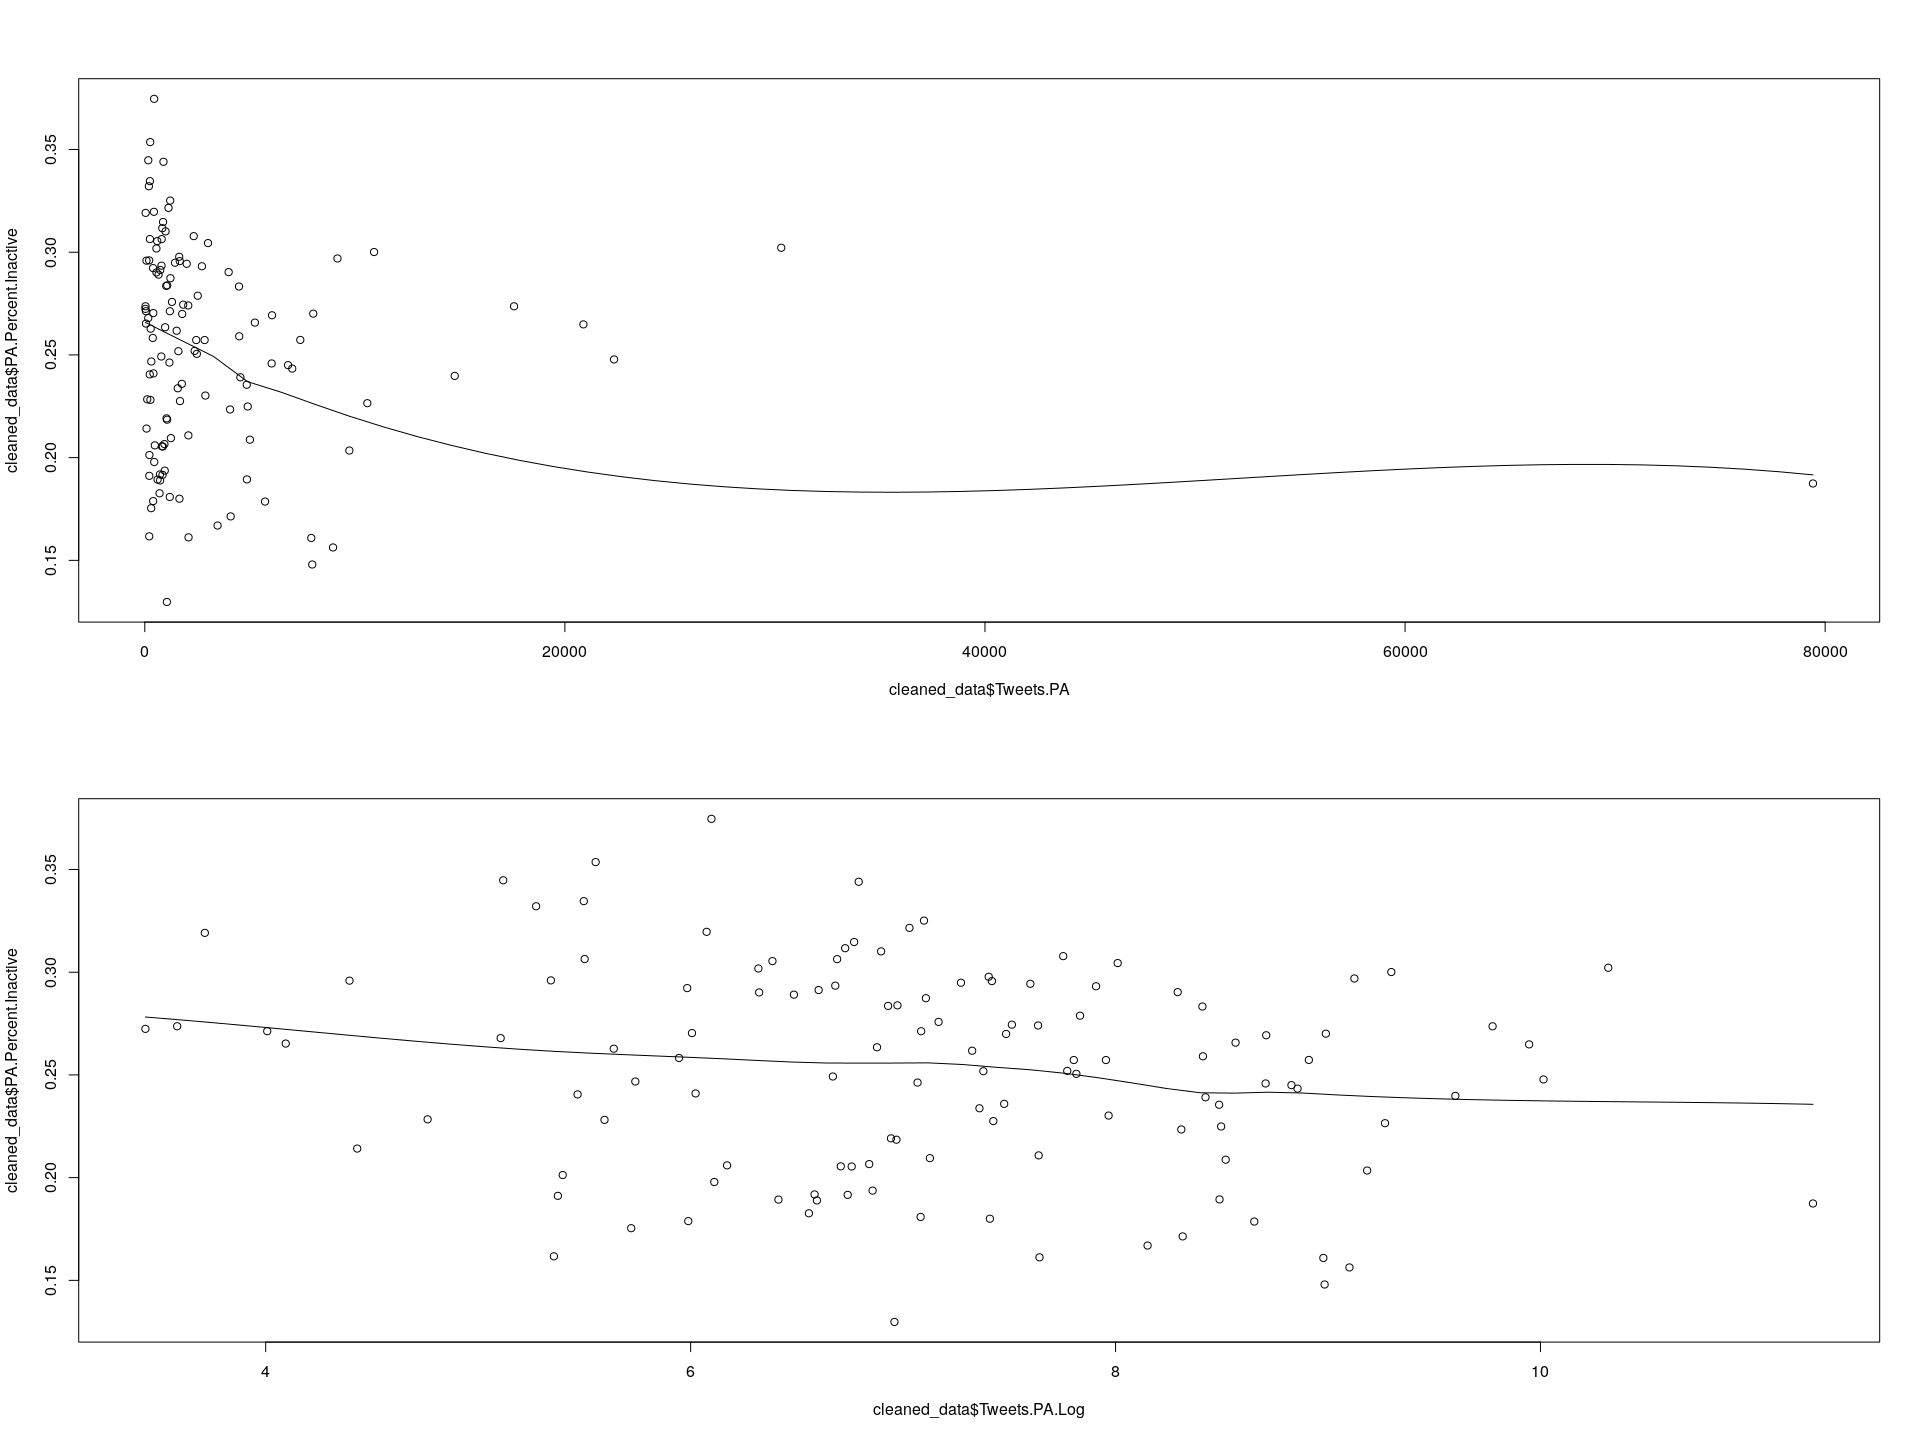 cleaned_data$PA.Percent.Inactive
0.35
0.30
0.25
0.20
0.15
0 20000 40000 60000 80000
cleaned_data$Tweets.PA
cleaned_data$PA.Percent.Inactive
0.35
0.30
0.25
0.20
0.15
4 6 8 10
cleaned_data$Tweets.PA.Log